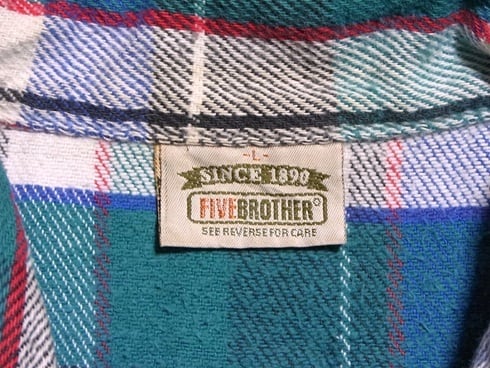 -L-
SINCE 1890
FIVEBROTHER®
SEE REVERSE FOR CARE